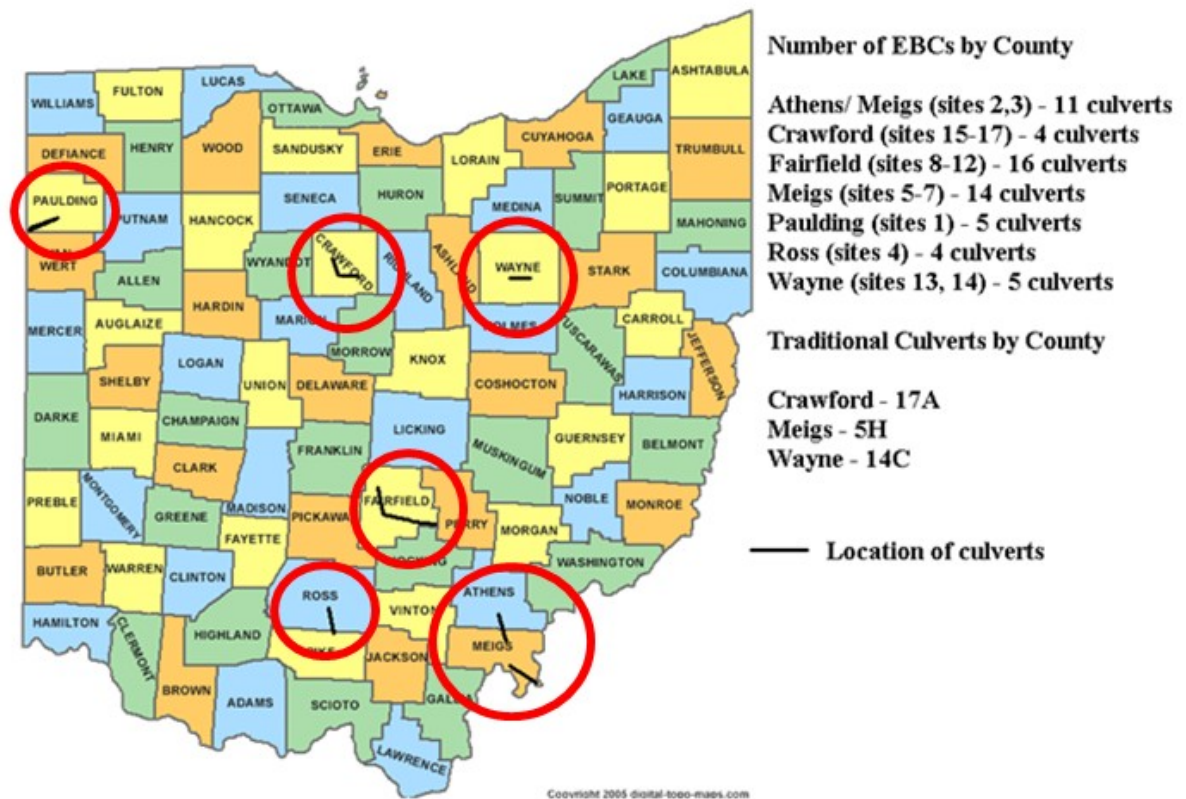 Number of EBCs by County
Athens/ Meigs (sites 2,3) - 11 culverts
Crawford (sites 15-17) - 4 culverts
Fairfield (sites 8-12) - 16 culverts
Meigs (sites 5-7) - 14 culverts
Paulding (sites 1) - 5 culverts
Ross (sites 4) - 4 culverts
Wayne (sites 13, 14) - 5 culverts
Traditional Culverts by County
Crawford - 17A
Meigs - 5H
Wayne - 14C
Location of culverts
WILLIAMS
FULTON
LUCAS
OTTAWA
LAKE
ASHTABULA
GEAUGA
CUYAHOGA
DEFIANCE
HENRY
WOOD
SANDUSKY
ERIE
LORAIN
TRUMBULL
PAULDING
PUTNAM
HANCOCK
SENECA
HURON
MEDINA
SUMMIT
PORTAGE
MAHONING
WERT
ALLEN
WYANDOT
CRAWFORD
RICHLAND
ASHLAND
WAYNE
STARK
COLUMBIANA
MERCER
AUGLAIZE
HARDIN
MARION
MORROW
KNOX
HOLMES
TUSCARAWAS
CARROLL
JEFFERSON
LOGAN
UNION
DELAWARE
COSHOCTON
HARRISON
SHELBY
DARKE
MIAMI
CHAMPAIGN
LICKING
MUSKINGUM
GUERNSEY
BELMONT
CLARK
FRANKLIN
PREBLE
MONTGOMERY
GREENE
MADISON
PICKAWA
FAIRFIELD
PERRY
MORGAN
NOBLE
MONROE
FAYETTE
BUTLER
WARREN
CLINTON
HOCKING
WASHINGTON
ROSS
VINTON
ATHENS
HAMILTON
CLERMONT
HIGHLAND
PIKE
JACKSON
MEIGS
BROWN
ADAMS
SCIOTO
GALLIA
LAWRENCE
Copyright 2005 digital-topo-maps.com